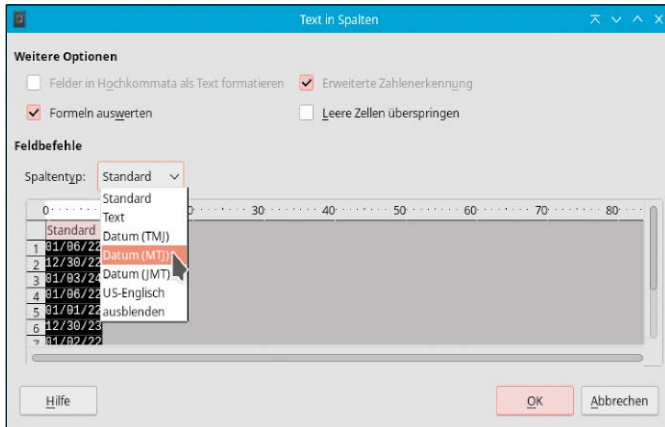 Text in Spalten
Weitere Optionen
Felder in Hochkommata als Text formatieren
Erweiterte Zahlenerkennung
Formeln auswerten
Leere Zellen überspringen
Feldbefehle
Spaltentyp: Standard
0 30 40 50 60 70 80
Standard
Text
Datum (TMJ)
Datum (MTJ)
Datum (JMT)
US-Englisch
ausblenden
Standard
1 01/06/22
2 12/30/22
3 01/03/24
4 01/06/22
5 01/01/22
6 12/30/23
7 01/02/22
Hilfe
OK
Abbrechen